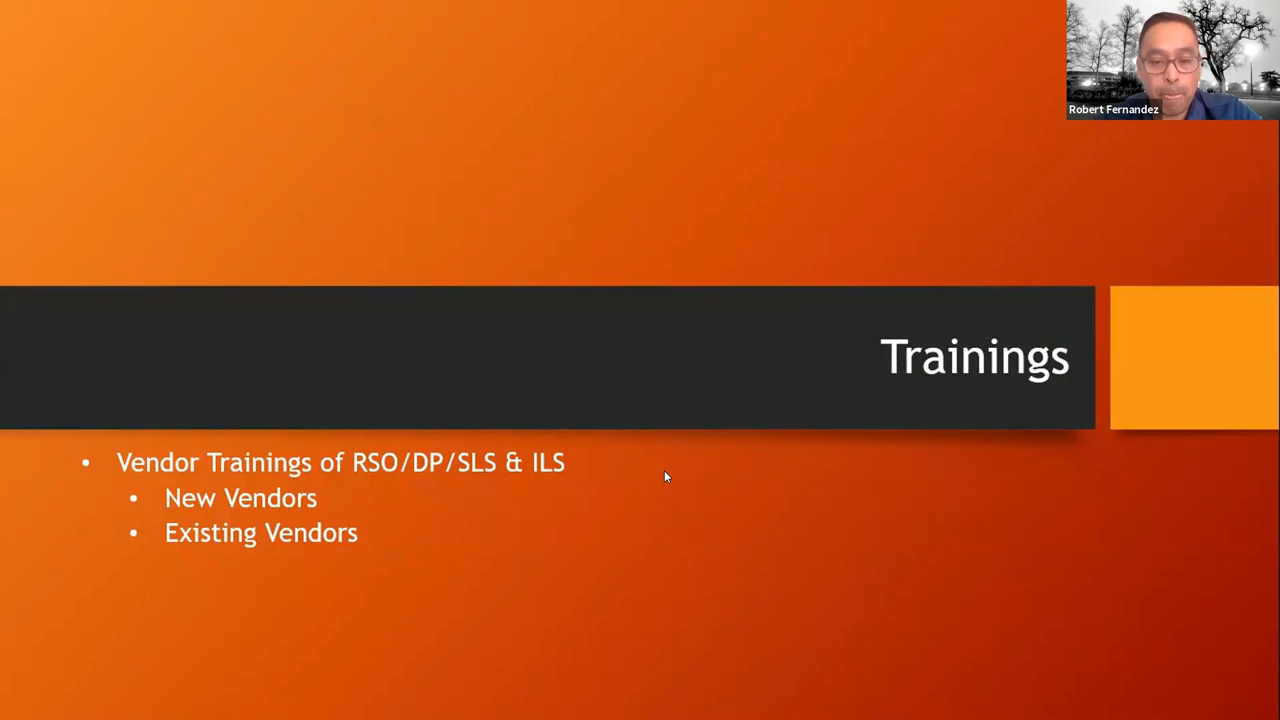 Robert Fernandez
Trainings
• Vendor Trainings of RSO/DP/SLS & ILS
• New Vendors
• Existing Vendors